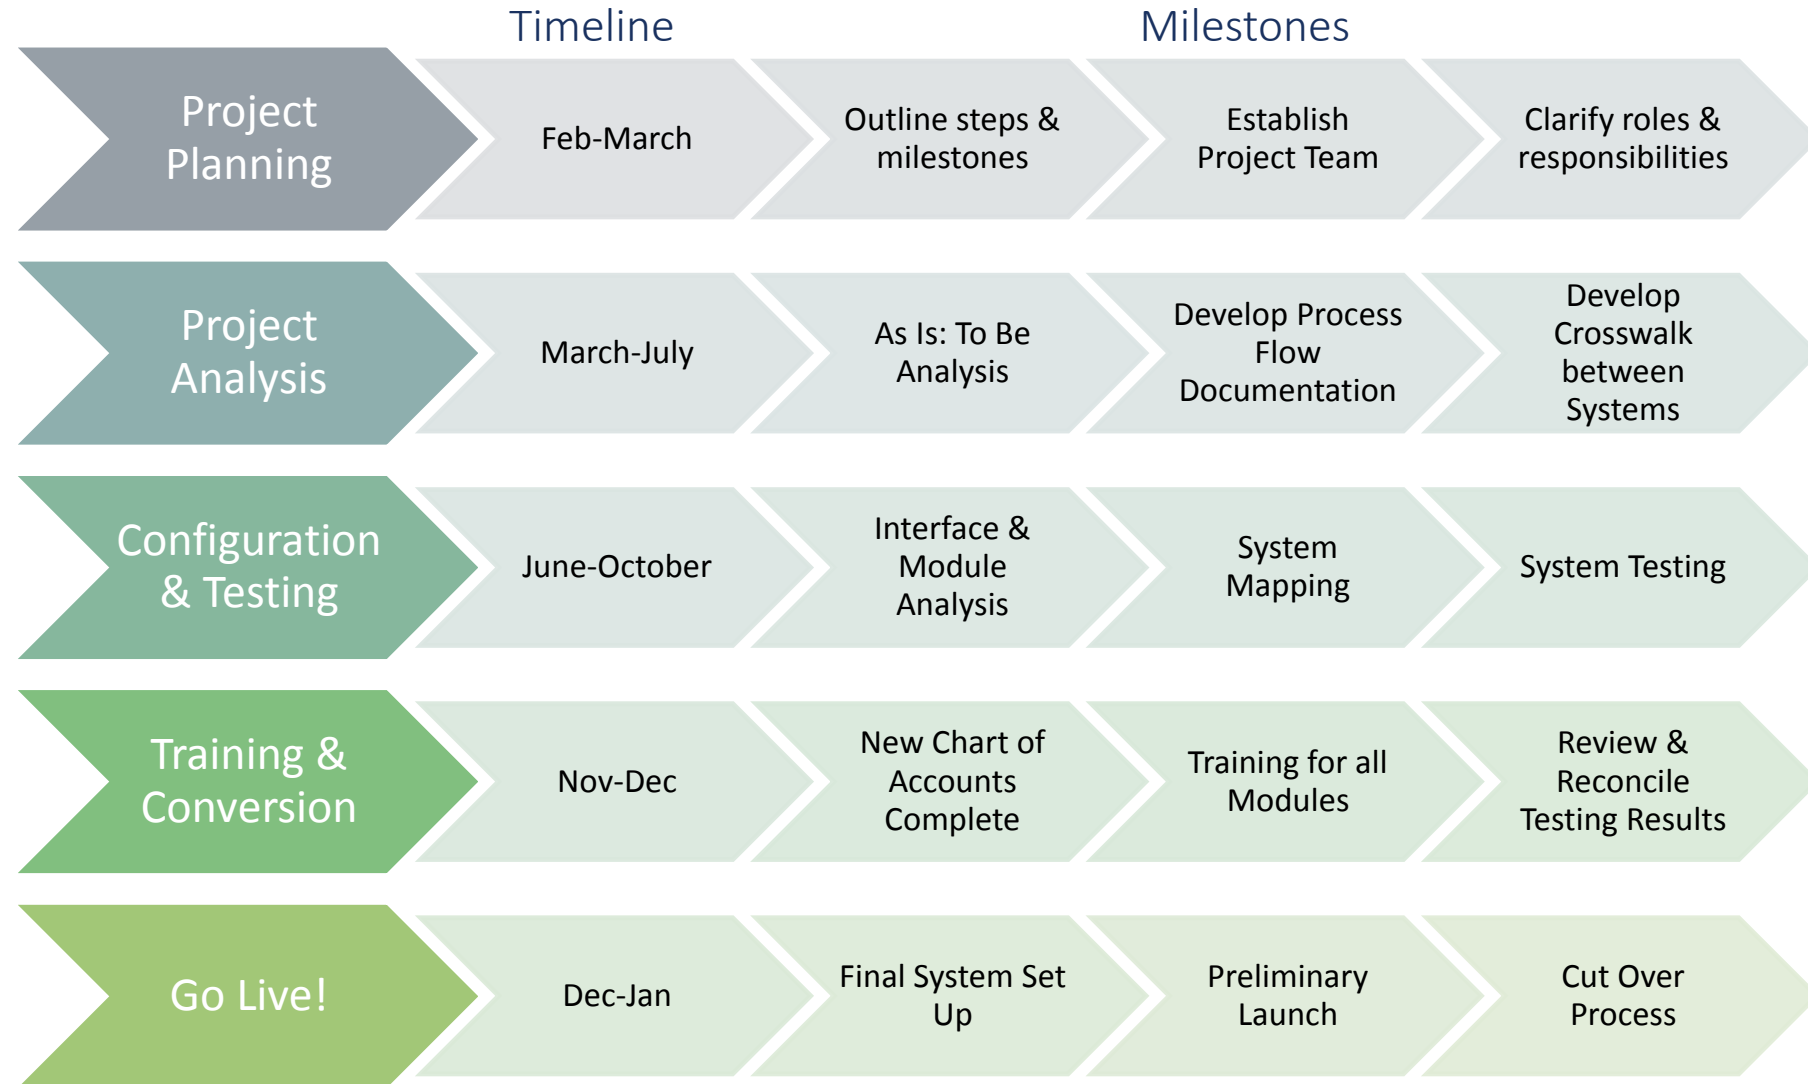 Timeline
Milestones
Project
Planning
Feb-March
Outline steps &
milestones
Establish
Project Team
Clarify roles &
responsibilities
Project
Analysis
March-July
As Is: To Be
Analysis
Develop Process
Flow
Documentation
Develop
Crosswalk
between
Systems
Configuration
& Testing
June-October
Interface &
Module
Analysis
System
Mapping
System Testing
Training &
Conversion
Nov-Dec
New Chart of
Accounts
Complete
Training for all
Modules
Review &
Reconcile
Testing Results
Go Live!
Dec-Jan
Final System Set
Up
Preliminary
Launch
Cut Over
Process